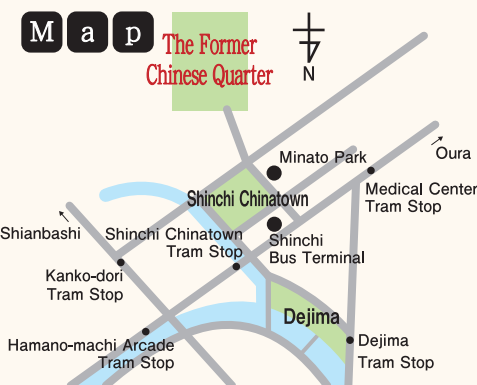 Map
The Former
Chinese Quarter
N
Minato Park
Oura
Medical Center
Tram Stop
Shinchi Chinatown
Shianbashi
Shinchi Chinatown
Tram Stop
Shinchi
Bus Terminal
Kanko-dori
Tram Stop
Dejima
Dejima
Tram Stop
Hamano-machi Arcade
Tram Stop